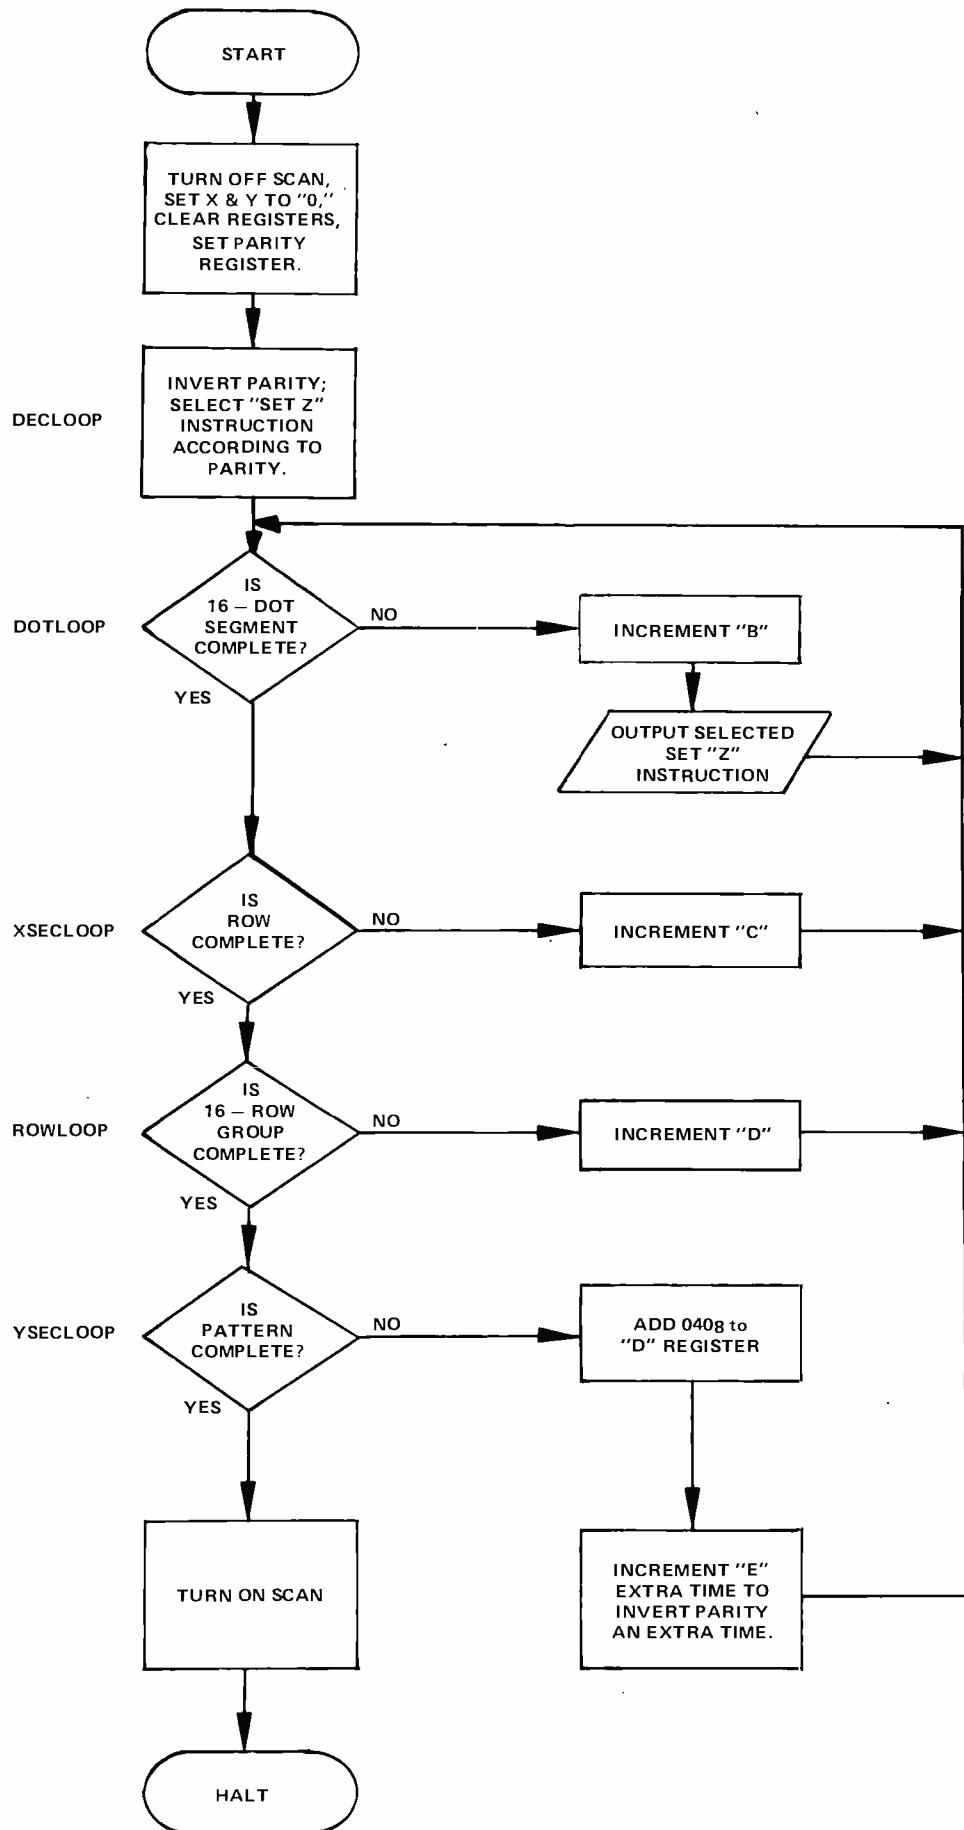 START
TURN OFF SCAN,
SET X & Y TO "0,"
CLEAR REGISTERS,
SET PARITY
REGISTER.
DECLOOP
INVERT PARITY;
SELECT "SET Z"
INSTRUCTION
ACCORDING TO
PARITY.
DOTLOOP
IS
16 – DOT
SEGMENT
COMPLETE?
NO
YES
INCREMENT "B"
OUTPUT SELECTED
SET "Z"
INSTRUCTION
XSECLOOP
IS
ROW
COMPLETE?
NO
YES
INCREMENT "C"
ROWLOOP
IS
16 – ROW
GROUP
COMPLETE?
NO
YES
INCREMENT "D"
YSECLOOP
IS
PATTERN
COMPLETE?
NO
YES
ADD 0408 to
"D" REGISTER
INCREMENT "E"
EXTRA TIME TO
INVERT PARITY
AN EXTRA TIME.
TURN ON SCAN
HALT